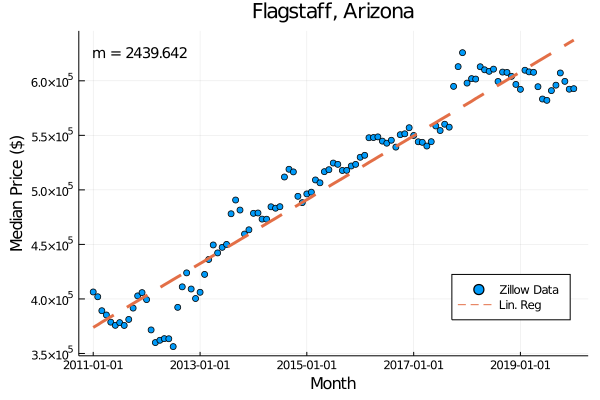 Flagstaff, Arizona
m = 2439.642
6.0×10⁵
5.5×10⁵
5.0×10⁵
4.5×10⁵
4.0×10⁵
3.5×10⁵
Median Price ($)
Zillow Data
Lin. Reg
2011-01-01 2013-01-01 2015-01-01 2017-01-01 2019-01-01
Month